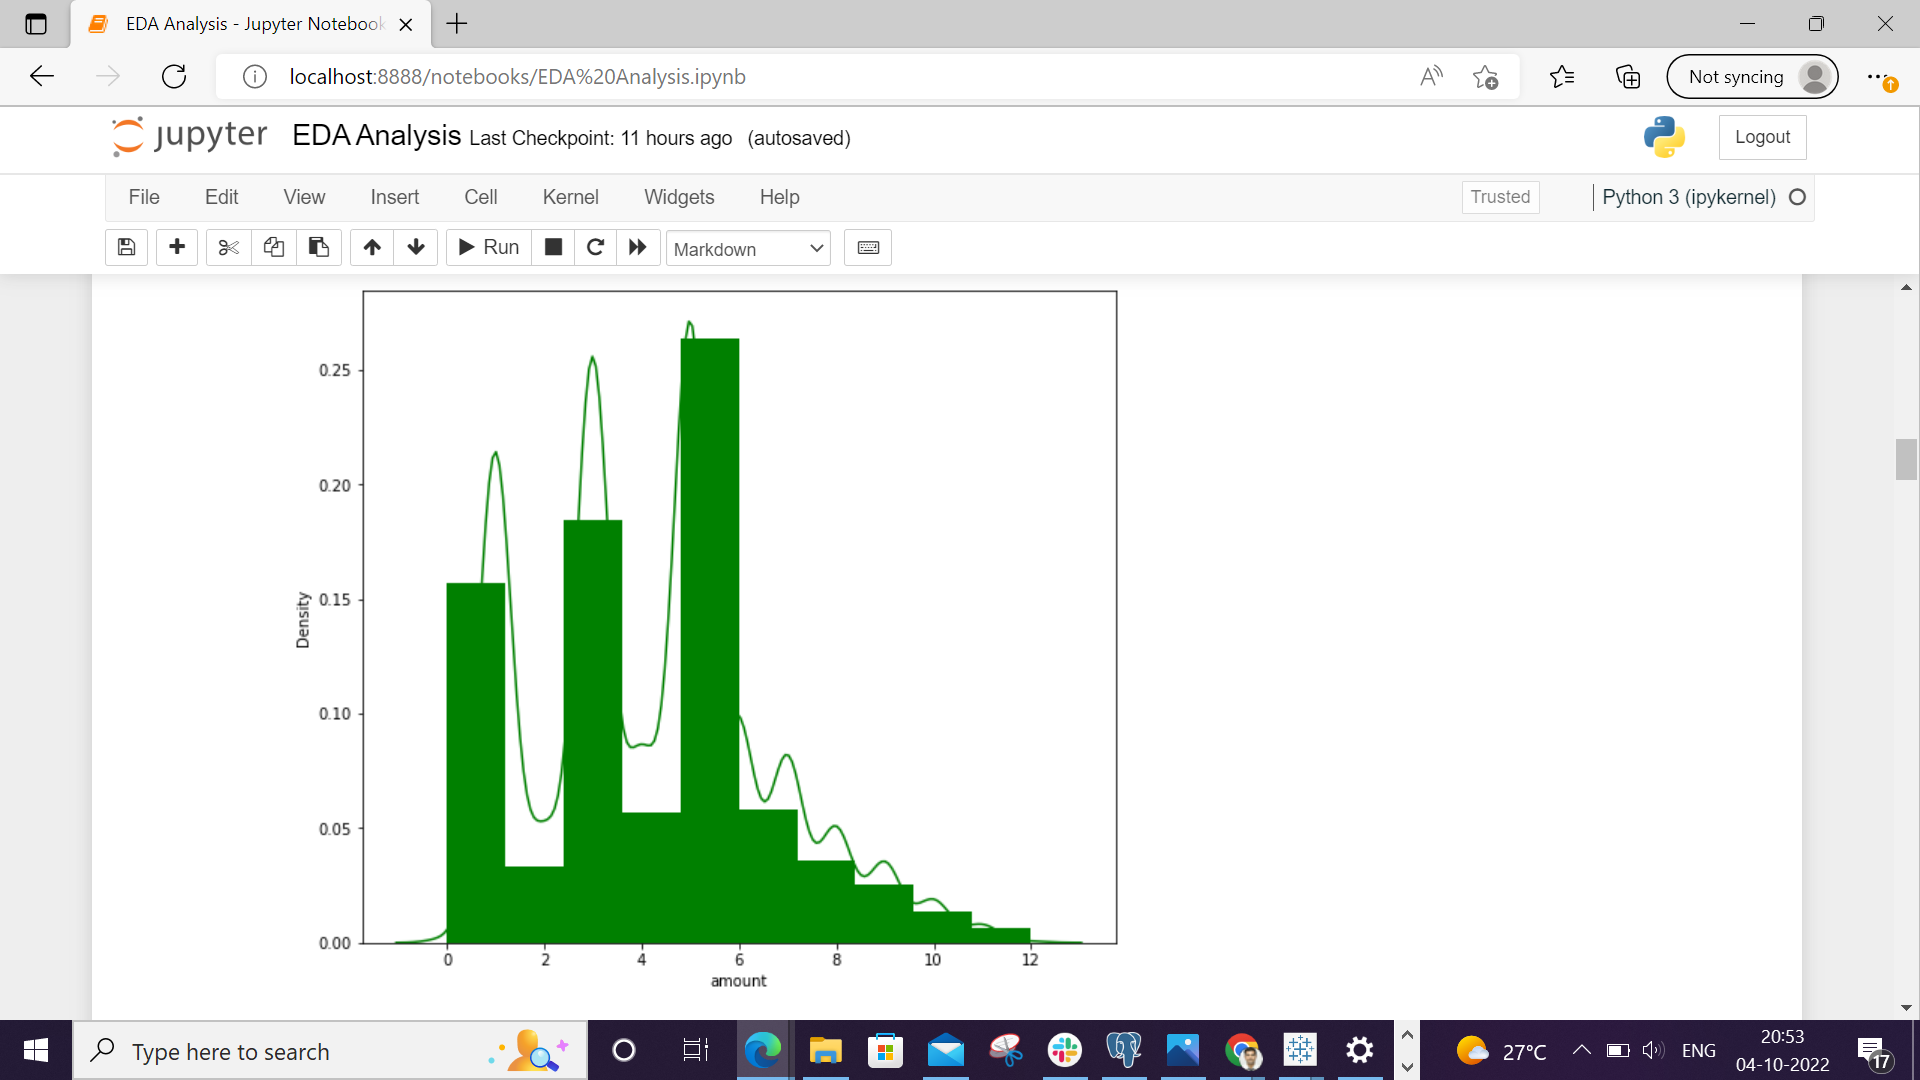 EDA Analysis - Jupyter Notebook
localhost:8888/notebooks/EDA%20Analysis.ipynb
Not syncing
jupyter EDA Analysis Last Checkpoint: 11 hours ago (autosaved)
Logout
File Edit View Insert Cell Kernel Widgets Help
Trusted
Python 3 (ipykernel)
Run
Markdown
0.25
0.20
0.15
0.10
0.05
0.00
Density
0 2 4 6 8 10 12
amount
Type here to search
27°C
ENG
20:53
04-10-2022
17